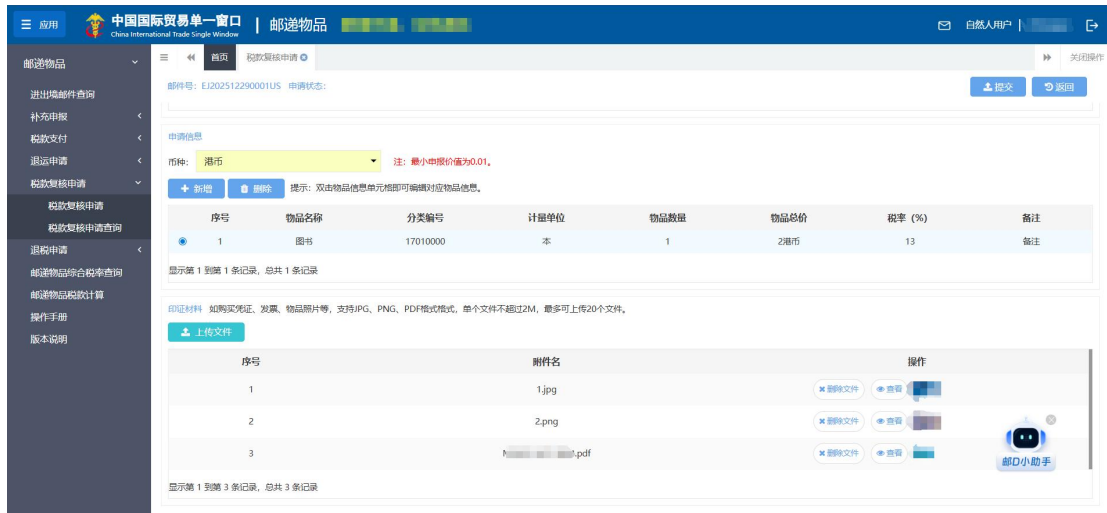 应用 中国国际贸易单一窗口 | 邮递物品 自然人用户 |
China International Trade Single Window
邮递物品
进出境邮件查询
补充申报
税款支付
退运申请
税款复核申请
税款复核申请
税款复核申请查询
退税申请
邮递物品综合税率查询
邮递物品税款计算
操作手册
版本说明
首页 税款复核申请 关闭操作
邮件号：EJ202512290001US 申请状态： 提交 返回
申请信息
币种： 港币 注：最小申报价值为0.01。
新增 删除 提示：双击物品信息单元格即可编辑对应物品信息。
序号 物品名称 分类编号 计量单位 物品数量 物品总价 税率（%） 备注
1 图书 17010000 本 1 2港币 13 备注
显示第 1 到第 1 条记录，总共 1 条记录
印证材料 如购买凭证、发票、物品照片等，支持JPG、PNG、PDF格式格式，单个文件不超过2M，最多可上传20个文件。
上传文件
序号 附件名 操作
1 1.jpg 删除文件 查看
2 2.png 删除文件 查看
3 .pdf 删除文件 查看
邮D小助手
显示第 1 到第 3 条记录，总共 3 条记录